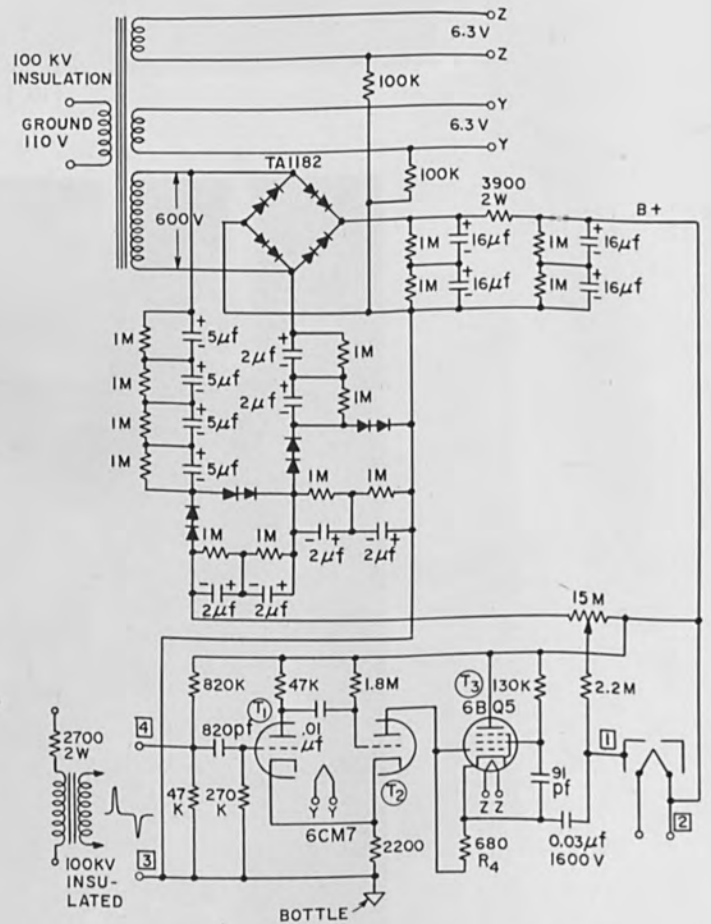 Z
6.3 V
Z
100 KV
INSULATION
100K
Y
GROUND
110 V
6.3 V
Y
TA1182
100K
600 V
3900
2W
B+
1M
+
16μf
-
1M
+
16μf
-
1M
+
16μf
-
1M
+
16μf
-
1M
+
5μf
-
2μf
+
-
1M
1M
+
5μf
-
2μf
+
-
1M
1M
+
5μf
-
1M
+
5μf
-
1M
1M
1M
1M
-
+
2μf
-
+
2μf
-
+
2μf
-
+
2μf
15 M
820K
47K
1.8M
T3
6BQ5
130K
2.2M
2700
2W
4
820pf
T1
.01
μf
T2
1
91
pf
47
K
270
K
Y Y
6CM7
Z Z
2
100KV
INSU-
LATED
3
2200
680
R4
0.03μf
1600V
BOTTLE